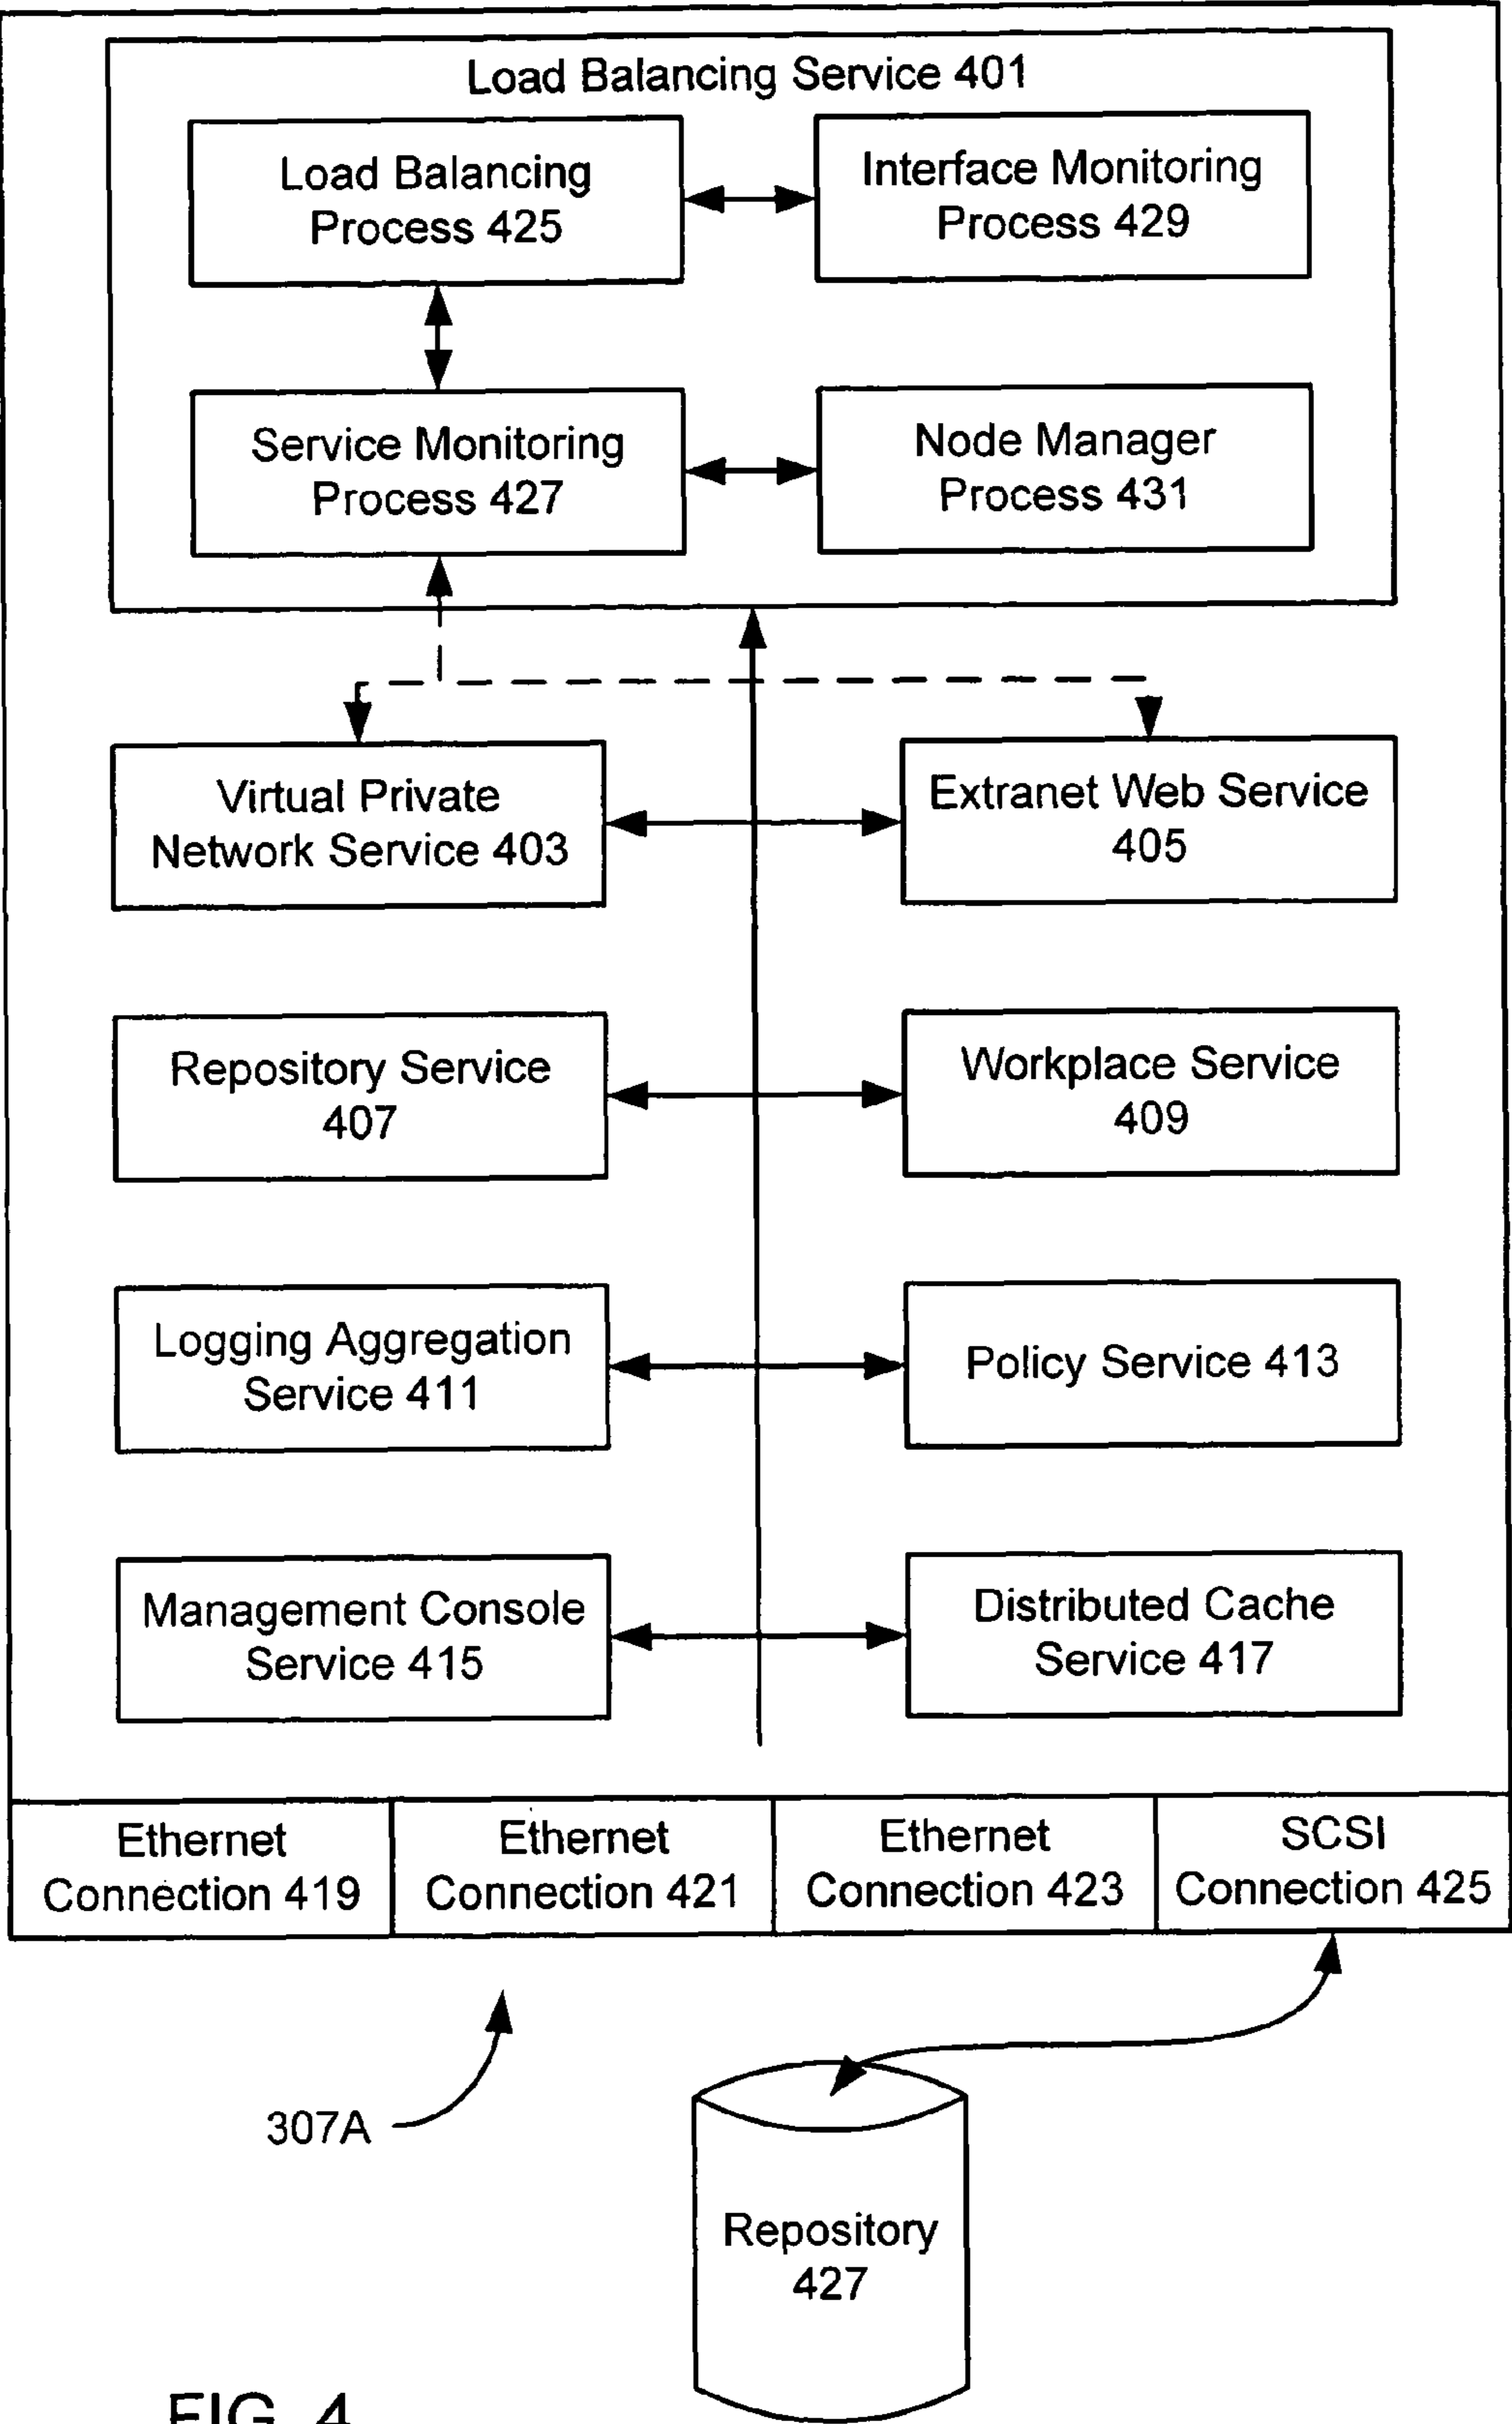 Load Balancing Service 401
Load Balancing
Process 425
Interface Monitoring
Process 429
Service Monitoring
Process 427
Node Manager
Process 431
Virtual Private
Network Service 403
Extranet Web Service
405
Repository Service
407
Workplace Service
409
Logging Aggregation
Service 411
Policy Service 413
Management Console
Service 415
Distributed Cache
Service 417
Ethernet
Connection 419
Ethernet
Connection 421
Ethernet
Connection 423
SCSI
Connection 425
307A
Repository
427
FIG. 4